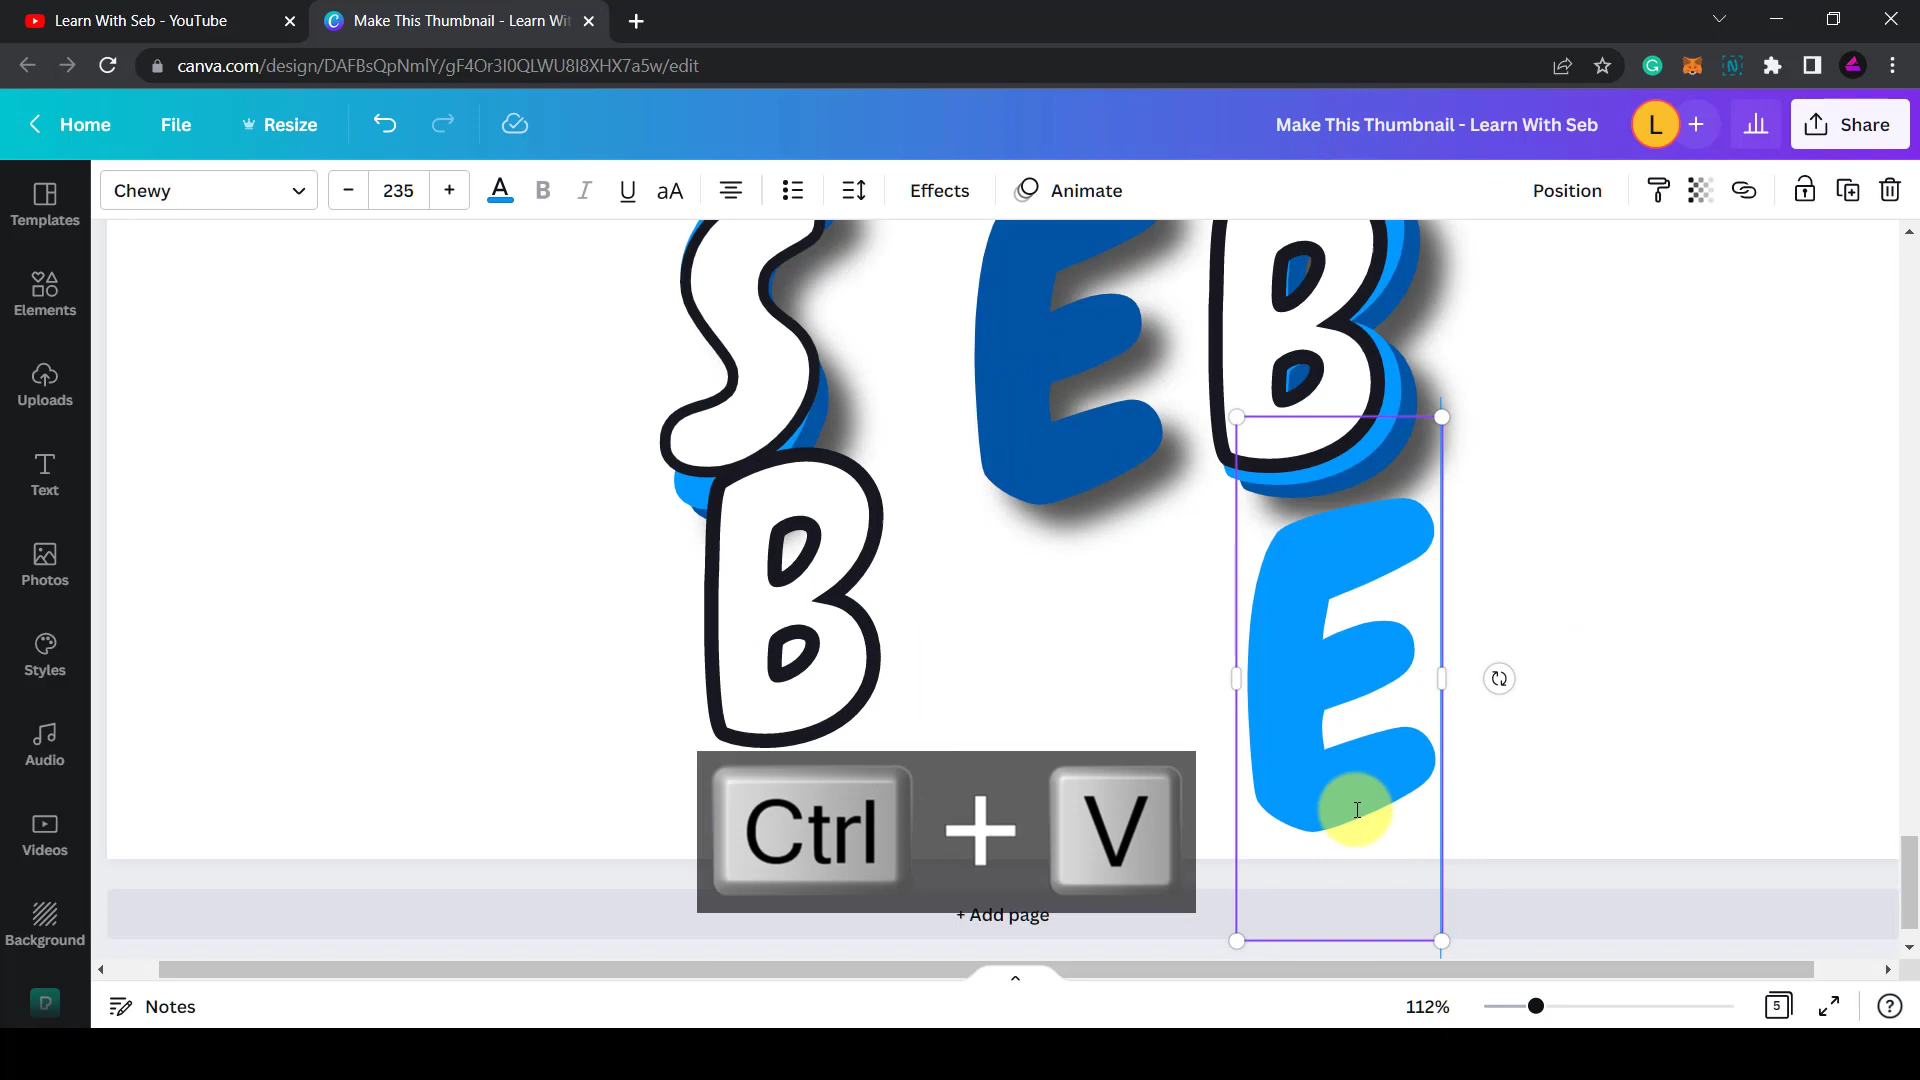 Learn With Seb - YouTube
Make This Thumbnail - Learn Wit
canva.com/design/DAFBsQpNmlY/gF4Or3I0QLWU8I8XHX7a5w/edit
Home
File
Resize
Make This Thumbnail - Learn With Seb
L
Share
Chewy
235
A
B
I
U
aA
Effects
Animate
Position
Templates
Elements
Uploads
Text
Photos
Styles
Audio
Videos
Background
S E B
B E
Ctrl + V
+ Add page
Notes
112%
5